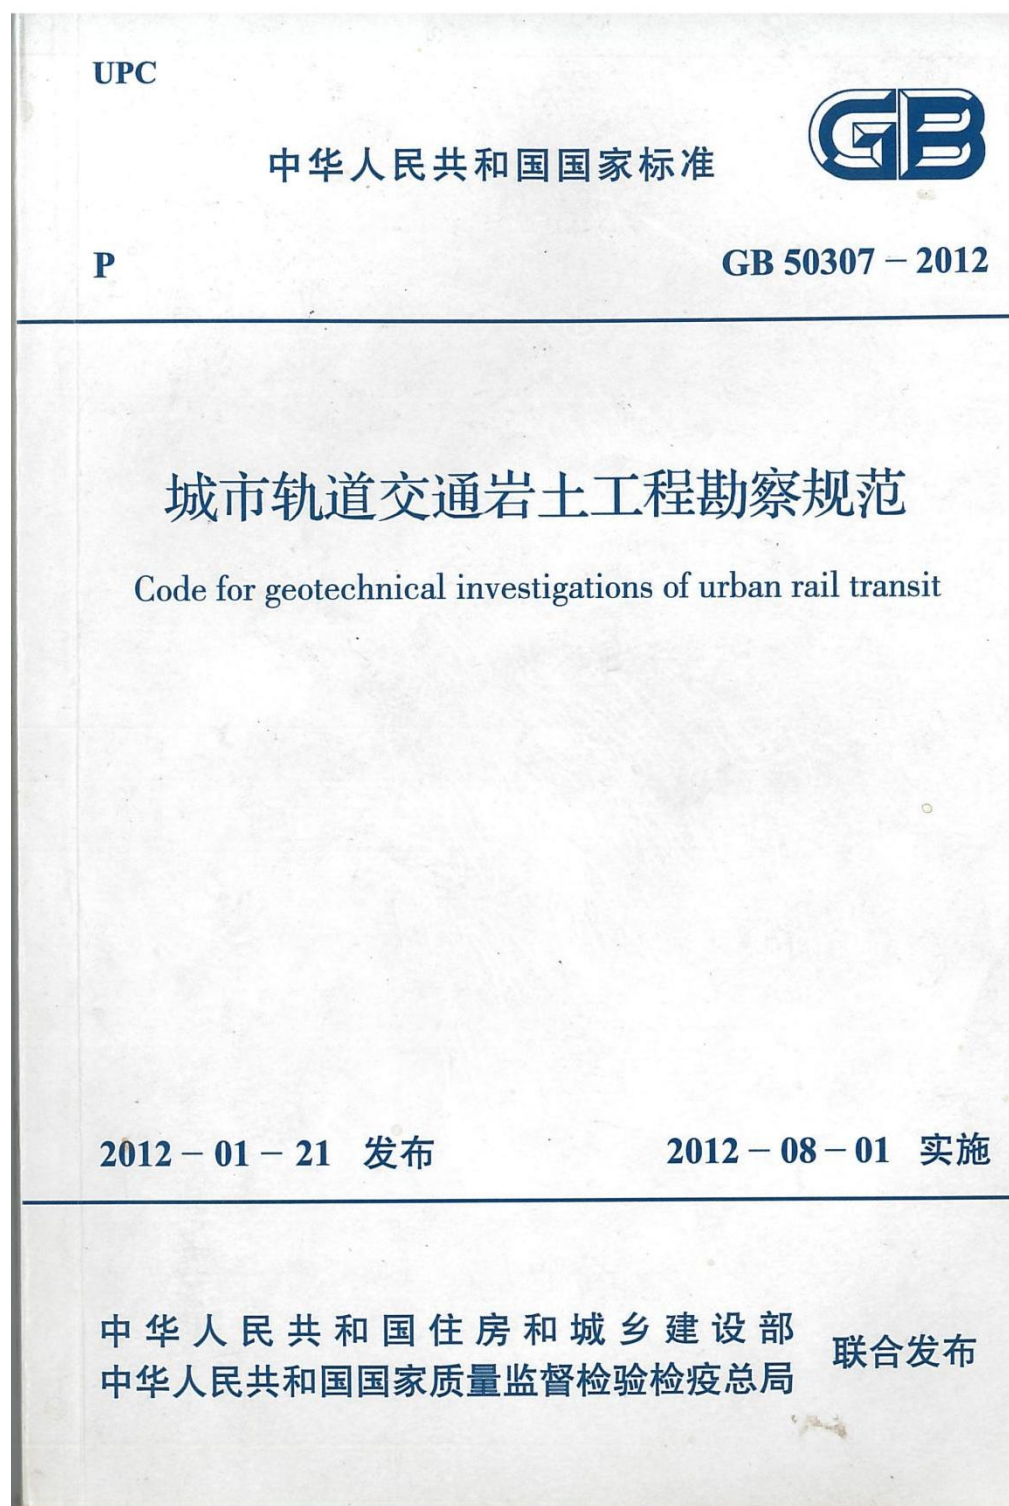 UPC
GB
中华人民共和国国家标准
P
GB 50307－2012
城市轨道交通岩土工程勘察规范
Code for geotechnical investigations of urban rail transit
2012－01－21 发布
2012－08－01 实施
中华人民共和国住房和城乡建设部
中华人民共和国国家质量监督检验检疫总局
联合发布